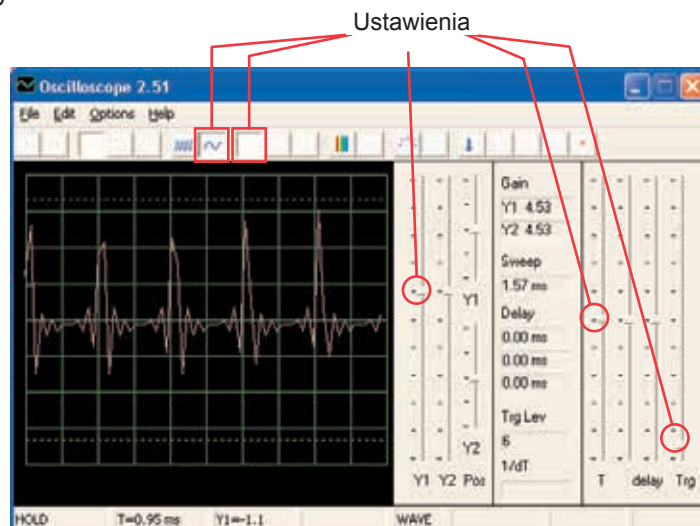 Ustawienia
Oscilloscope 2.51
File Edit Options Help
Gain
Y1 4.53
Y2 4.53
Sweep
1.57 ms
Delay
0.00 ms
0.00 ms
0.00 ms
Trg Lev
6
1/dT
Y1
Y2
Y1 Y2 Pos
T delay Trg
HOLD T=0.95 ms Y1=-1.1 WAVE